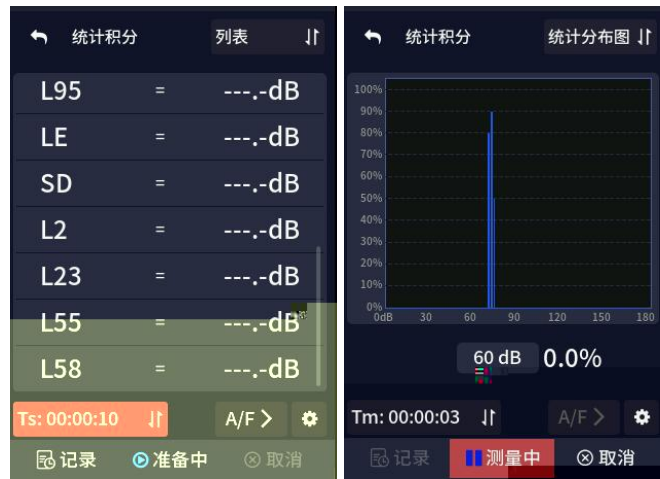 统计积分 列表
L95 = ---.-dB
LE = ---.-dB
SD = ---.-dB
L2 = ---.-dB
L23 = ---.-dB
L55 = ---.-dB
L58 = ---.-dB
Ts: 00:00:10 A/F >
记录 准备中 取消
统计积分 统计分布图
100%
90%
80%
70%
60%
50%
40%
30%
20%
10%
0%
0dB 30 60 90 120 150 180
60 dB 0.0%
Tm: 00:00:03 A/F >
记录 测量中 取消